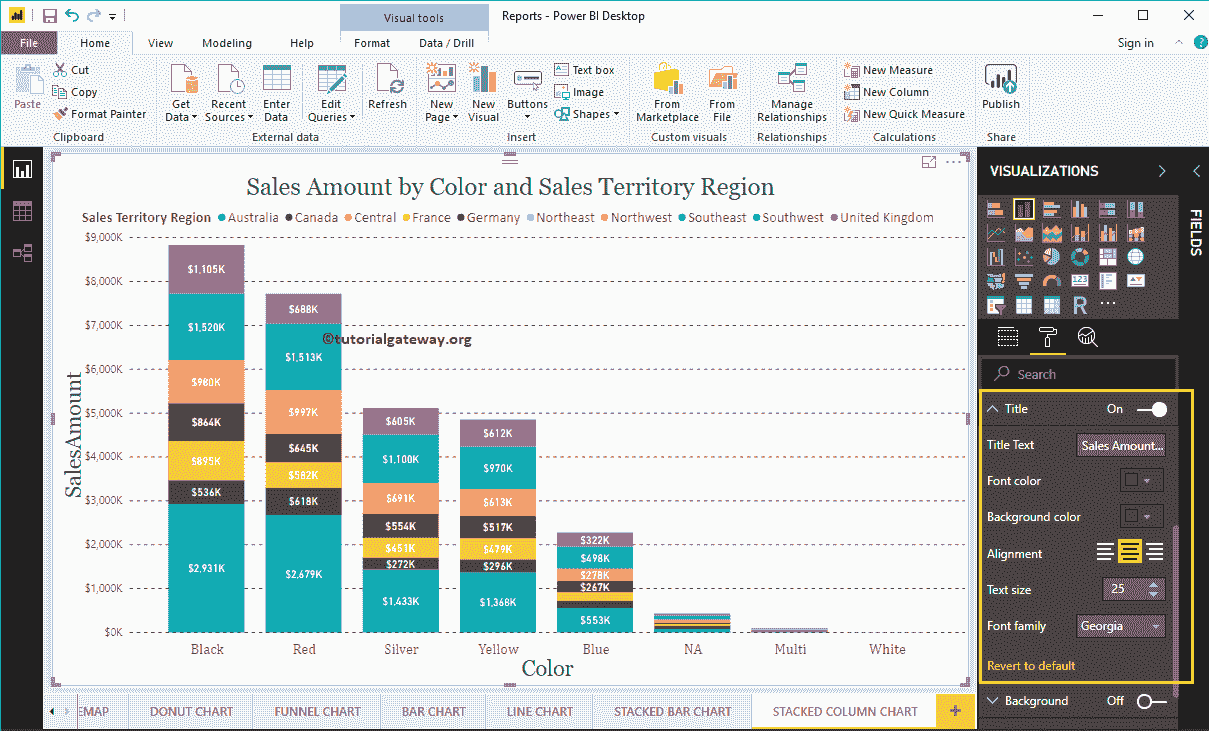 Visual tools
Reports - Power BI Desktop
File Home View Modeling Help Format Data / Drill Sign in
Paste
Cut
Copy
Format Painter
Clipboard
Get Data
Recent Sources
Enter Data
Edit Queries
External data
Refresh
New Page
New Visual
Buttons
Text box
Image
Shapes
Insert
From Marketplace
From File
Custom visuals
Manage Relationships
Relationships
New Measure
New Column
New Quick Measure
Calculations
Publish
Share
Sales Amount by Color and Sales Territory Region
Sales Territory Region Australia Canada Central France Germany Northeast Northwest Southeast Southwest United Kingdom
SalesAmount
$9,000K
$8,000K
$7,000K
$6,000K
$5,000K
$4,000K
$3,000K
$2,000K
$1,000K
$0K
$1,105K
$1,520K
$980K
$864K
$895K
$536K
$2,931K
$688K
©tutorialgateway.org
$1,513K
$997K
$645K
$582K
$618K
$2,679K
$605K
$1,100K
$691K
$554K
$451K
$272K
$1,433K
$612K
$970K
$613K
$517K
$479K
$296K
$1,368K
$322K
$498K
$278K
$267K
$553K
Black Red Silver Yellow Blue NA Multi White
Color
EMAP DONUT CHART FUNNEL CHART BAR CHART LINE CHART STACKED BAR CHART STACKED COLUMN CHART +
VISUALIZATIONS
FIELDS
123
R
Search
Title On
Title Text Sales Amount...
Font color
Background color
Alignment
Text size 25
Font family Georgia
Revert to default
Background Off